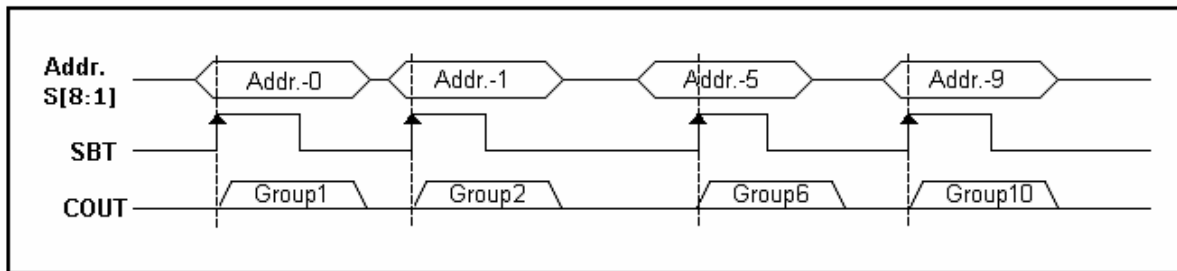 Addr.
S[8:1]
Addr.-0
Addr.-1
Addr.-5
Addr.-9
SBT
COUT
Group1
Group2
Group6
Group10